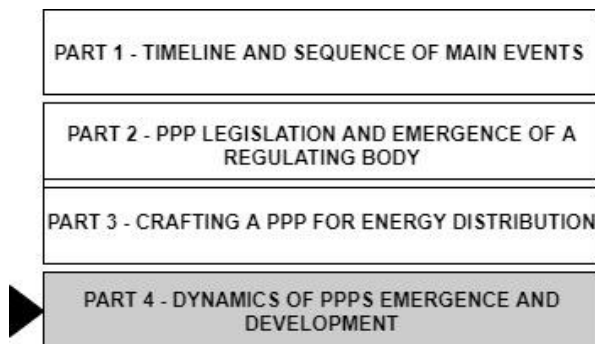 PART 1 - TIMELINE AND SEQUENCE OF MAIN EVENTS
PART 2 - PPP LEGISLATION AND EMERGENCE OF A
REGULATING BODY
PART 3 - CRAFTING A PPP FOR ENERGY DISTRIBUTION
PART 4 - DYNAMICS OF PPPS EMERGENCE AND
DEVELOPMENT